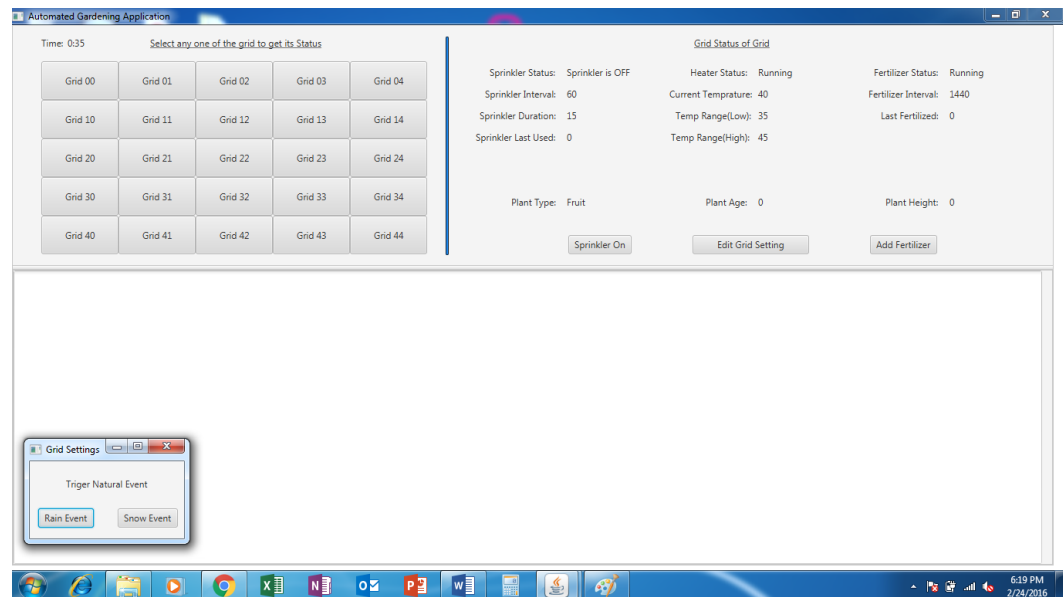 Automated Gardening Application
Time: 0:35
Select any one of the grid to get its Status
Grid 00 Grid 01 Grid 02 Grid 03 Grid 04
Grid 10 Grid 11 Grid 12 Grid 13 Grid 14
Grid 20 Grid 21 Grid 22 Grid 23 Grid 24
Grid 30 Grid 31 Grid 32 Grid 33 Grid 34
Grid 40 Grid 41 Grid 42 Grid 43 Grid 44
Grid Status of Grid
Sprinkler Status: Sprinkler is OFF Heater Status: Running Fertilizer Status: Running
Sprinkler Interval: 60 Current Temprature: 40 Fertilizer Interval: 1440
Sprinkler Duration: 15 Temp Range(Low): 35 Last Fertilized: 0
Sprinkler Last Used: 0 Temp Range(High): 45
Plant Type: Fruit Plant Age: 0 Plant Height: 0
Sprinkler On Edit Grid Setting Add Fertilizer
Grid Settings
Triger Natural Event
Rain Event Snow Event
6:19 PM
2/24/2016